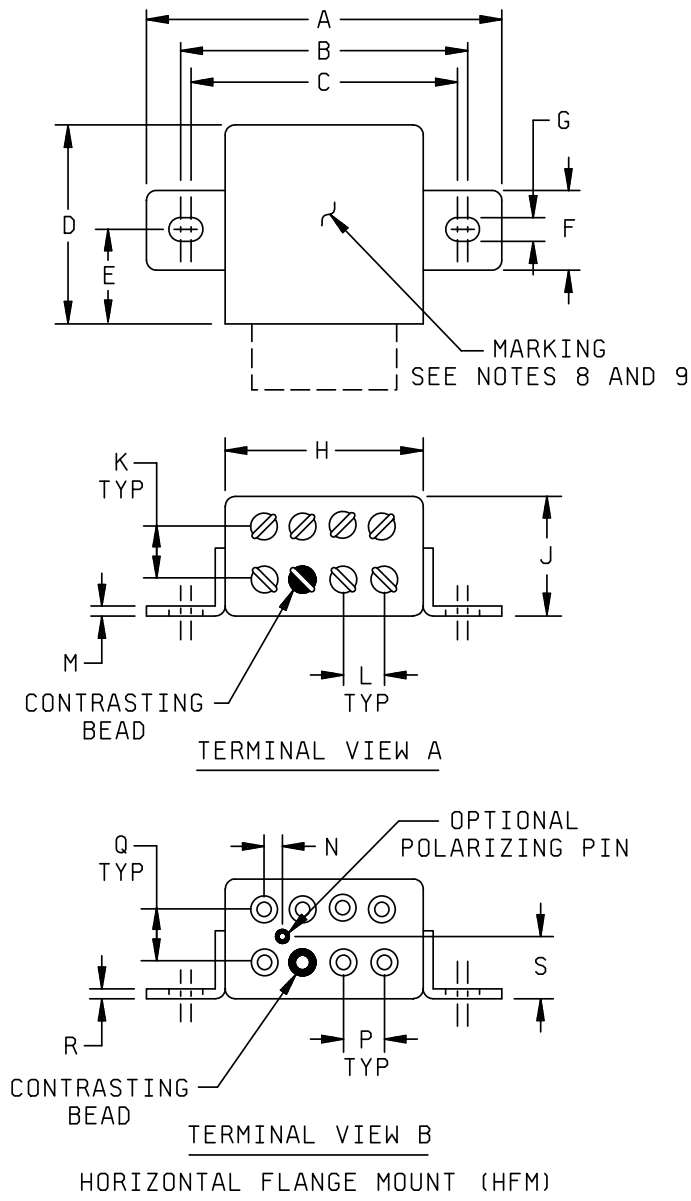 A
B
C
G
D
F
E
MARKING
SEE NOTES 8 AND 9
H
K
TYP
J
M
L
TYP
CONTRASTING
BEAD
TERMINAL VIEW A
OPTIONAL
POLARIZING PIN
Q
TYP
N
S
R
P
TYP
CONTRASTING
BEAD
TERMINAL VIEW B
HORIZONTAL FLANGE MOUNT (HFM)